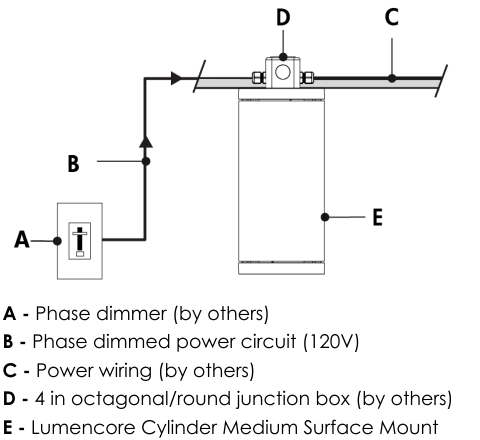 D
C
B
A
E
A - Phase dimmer (by others)
B - Phase dimmed power circuit (120V)
C - Power wiring (by others)
D - 4 in octagonal/round junction box (by others)
E - Lumencore Cylinder Medium Surface Mount